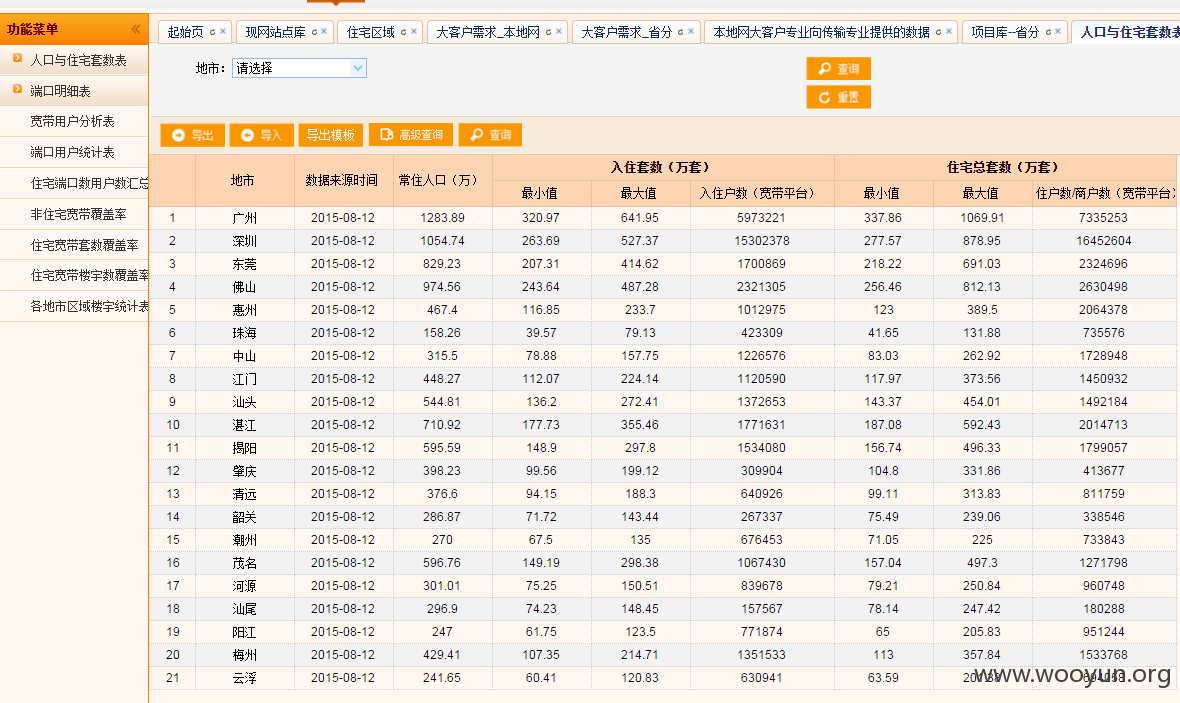 功能菜单
人口与住宅套数表
端口明细表
宽带用户分析表
端口用户统计表
住宅端口数用户数汇总
非住宅宽带覆盖率
住宅宽带套数覆盖率
住宅宽带楼宇数覆盖率
各地市区域楼宇统计表
起始页 现网站点库 住宅区域 大客户需求_本地网 大客户需求_省分 本地网大客户专业向传输专业提供的数据 项目库--省分 人口与住宅套数表
地市： 请选择 查询
重置
导出 导入 导出模板 高级查询 查询
地市 数据来源时间 常住人口（万） 入住套数（万套） 住宅总套数（万套）
最小值 最大值 入住户数（宽带平台） 最小值 最大值 住户数/商户数（宽带平台）
1 广州 2015-08-12 1283.89 320.97 641.95 5973221 337.86 1069.91 7335253
2 深圳 2015-08-12 1054.74 263.69 527.37 15302378 277.57 878.95 16452604
3 东莞 2015-08-12 829.23 207.31 414.62 1700869 218.22 691.03 2324696
4 佛山 2015-08-12 974.56 243.64 487.28 2321305 256.46 812.13 2630498
5 惠州 2015-08-12 467.4 116.85 233.7 1012975 123 389.5 2064378
6 珠海 2015-08-12 158.26 39.57 79.13 423309 41.65 131.88 735576
7 中山 2015-08-12 315.5 78.88 157.75 1226576 83.03 262.92 1728948
8 江门 2015-08-12 448.27 112.07 224.14 1120590 117.97 373.56 1450932
9 汕头 2015-08-12 544.81 136.2 272.41 1372653 143.37 454.01 1492184
10 湛江 2015-08-12 710.92 177.73 355.46 1771631 187.08 592.43 2014713
11 揭阳 2015-08-12 595.59 148.9 297.8 1534080 156.74 496.33 1799057
12 肇庆 2015-08-12 398.23 99.56 199.12 309904 104.8 331.86 413677
13 清远 2015-08-12 376.6 94.15 188.3 640926 99.11 313.83 811759
14 韶关 2015-08-12 286.87 71.72 143.44 267337 75.49 239.06 338546
15 潮州 2015-08-12 270 67.5 135 676453 71.05 225 733843
16 茂名 2015-08-12 596.76 149.19 298.38 1067430 157.04 497.3 1271798
17 河源 2015-08-12 301.01 75.25 150.51 839678 79.21 250.84 960748
18 汕尾 2015-08-12 296.9 74.23 148.45 157567 78.14 247.42 180288
19 阳江 2015-08-12 247 61.75 123.5 771874 65 205.83 951244
20 梅州 2015-08-12 429.41 107.35 214.71 1351533 113 357.84 1533768
21 云浮 2015-08-12 241.65 60.41 120.83 630941 63.59
www.wooyun.org